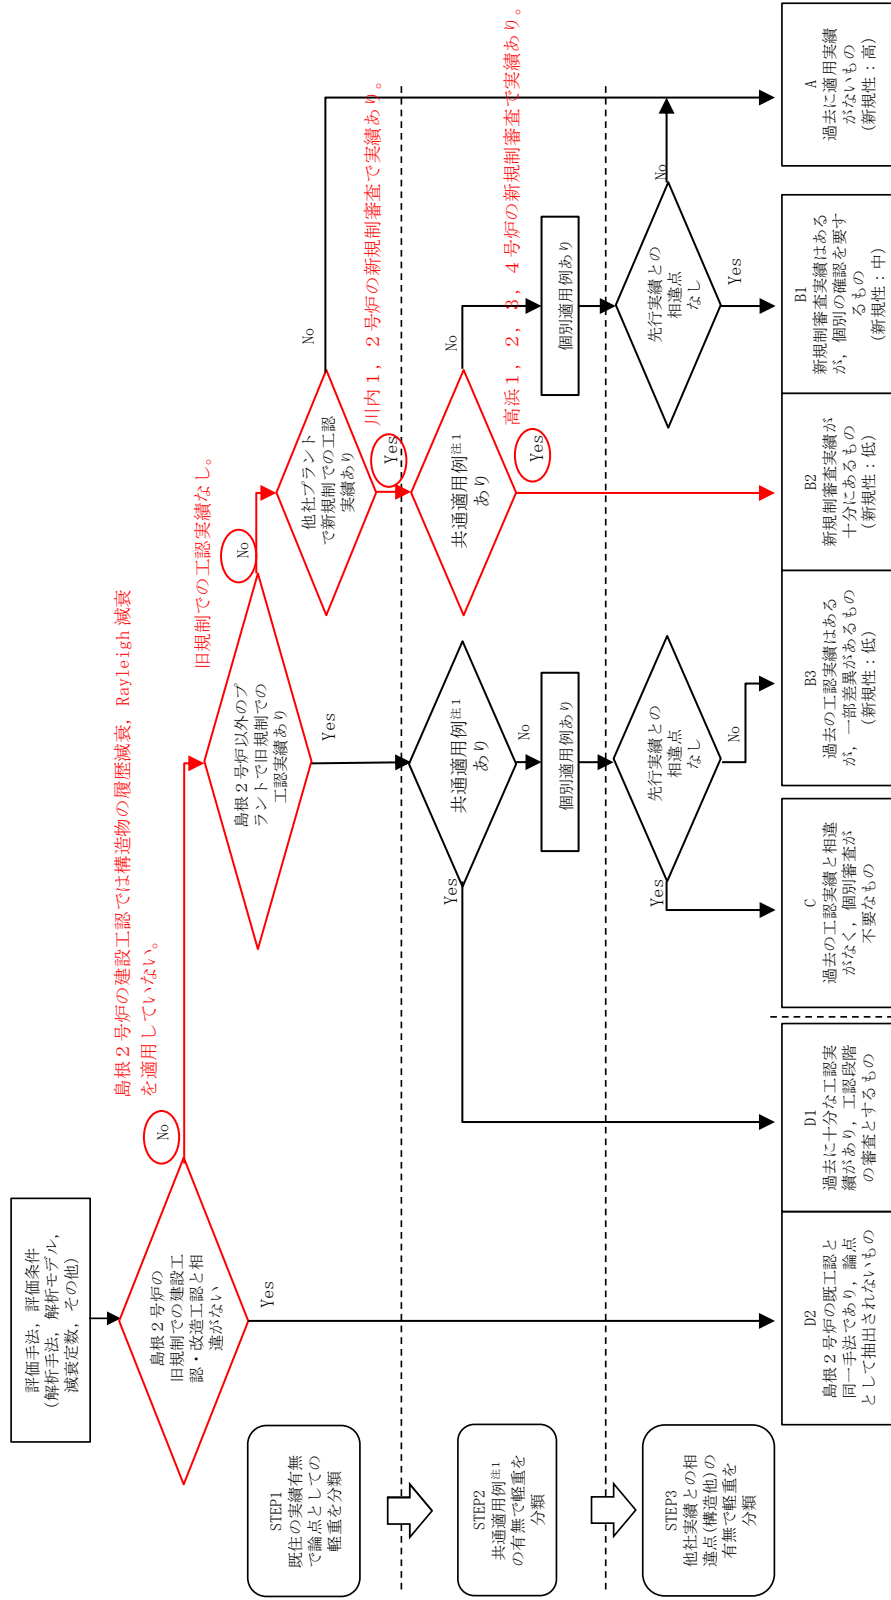 評価手法，評価条件
(解析手法，解析モデル，
減衰定数，その他)
島根２号炉の
旧規制での建設工
認・改造工認と相
違がない
No
Yes
島根２号炉の建設工認では構造物の履歴減衰，Rayleigh 減衰
を適用していない。
島根２号炉以外のプ
ラントで旧規制での
工認実績あり
No
Yes
旧規制での工認実績なし。
他社プラント
で新規制での工認
実績あり
No
Yes
川内１，２号炉の新規制審査で実績あり。
STEP1
既往の実績有無
で論点としての
軽重を分類
STEP2
共通適用例注1
の有無で軽重を
分類
STEP3
他社実績との相
違点(構造他)の
有無で軽重を
分類
共通適用例注1
あり
Yes
No
個別適用例あり
先行実績との
相違点
なし
Yes
No
共通適用例注1
あり
Yes
No
高浜１，２，３，４号炉の新規制審査で実績あり。
個別適用例あり
先行実績との
相違点
なし
No
Yes
D2
島根２号炉の既工認と
同一手法であり，論点
として抽出されないもの
D1
過去に十分な工認実
績があり，工認段階
の審査とするもの
C
過去の工認実績と相違
がなく，個別審査が
不要なもの
B3
過去の工認実績はある
が，一部差異があるもの
(新規性：低)
B2
新規制審査実績が
十分にあるもの
(新規性：低)
B1
新規制審査実績はある
が，個別の確認を要す
るもの
(新規性：中)
A
過去に適用実績
がないもの
(新規性：高)